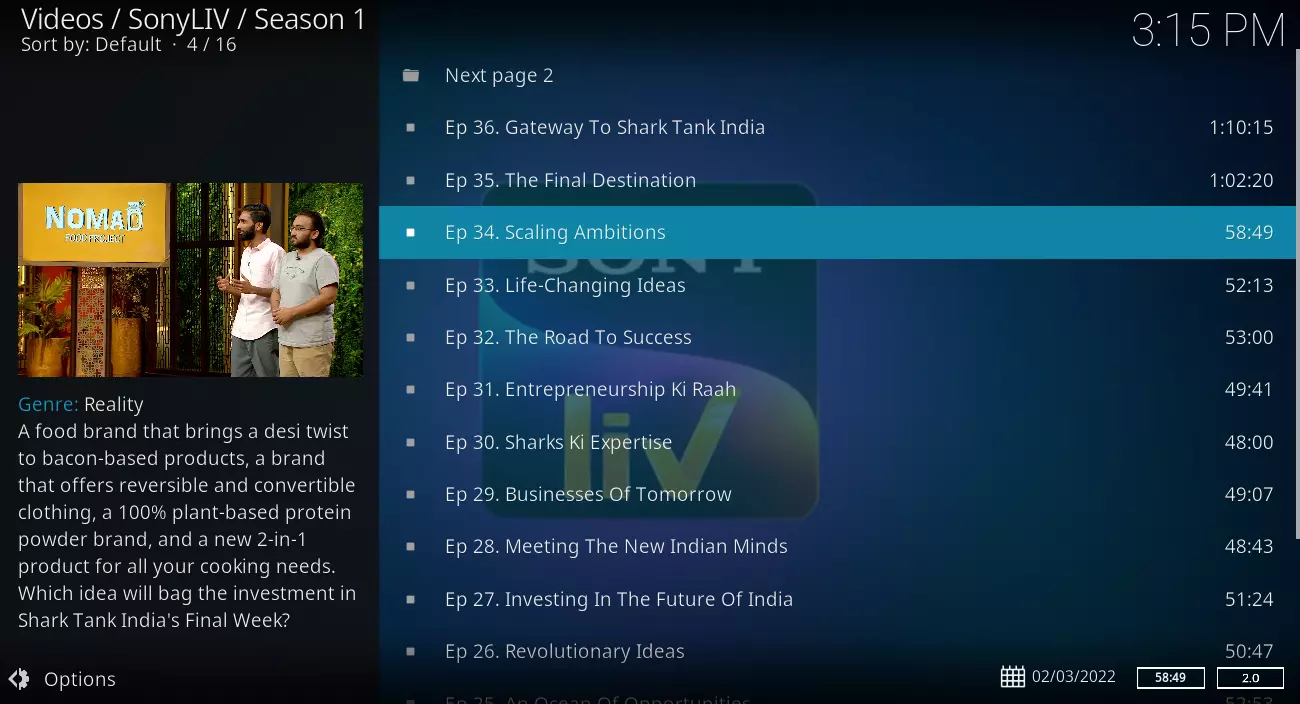 Videos / SonyLIV / Season 1
Sort by: Default · 4 / 16
3:15 PM
Next page 2
Ep 36. Gateway To Shark Tank India 1:10:15
Ep 35. The Final Destination 1:02:20
Ep 34. Scaling Ambitions 58:49
Ep 33. Life-Changing Ideas 52:13
Ep 32. The Road To Success 53:00
Ep 31. Entrepreneurship Ki Raah 49:41
Ep 30. Sharks Ki Expertise 48:00
Ep 29. Businesses Of Tomorrow 49:07
Ep 28. Meeting The New Indian Minds 48:43
Ep 27. Investing In The Future Of India 51:24
Ep 26. Revolutionary Ideas 50:47
Ep 25. An Ocean Of Opportunities 52:53
SONY
liv
NOMAD
FOOD PROJECT
Genre: Reality
A food brand that brings a desi twist
to bacon-based products, a brand
that offers reversible and convertible
clothing, a 100% plant-based protein
powder brand, and a new 2-in-1
product for all your cooking needs.
Which idea will bag the investment in
Shark Tank India's Final Week?
Options
02/03/2022
58:49
2.0